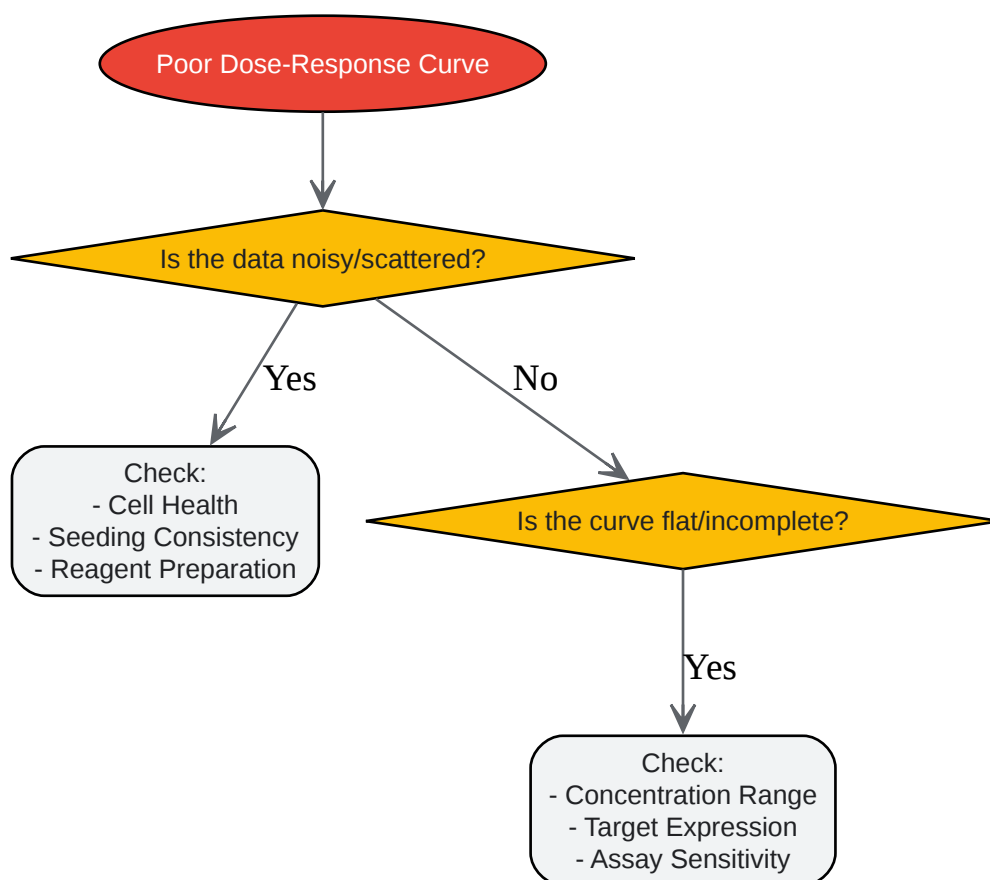 Poor Dose-Response Curve
Is the data noisy/scattered?
Yes
No
Check:
- Cell Health
- Seeding Consistency
- Reagent Preparation
Is the curve flat/incomplete?
Yes
Check:
- Concentration Range
- Target Expression
- Assay Sensitivity